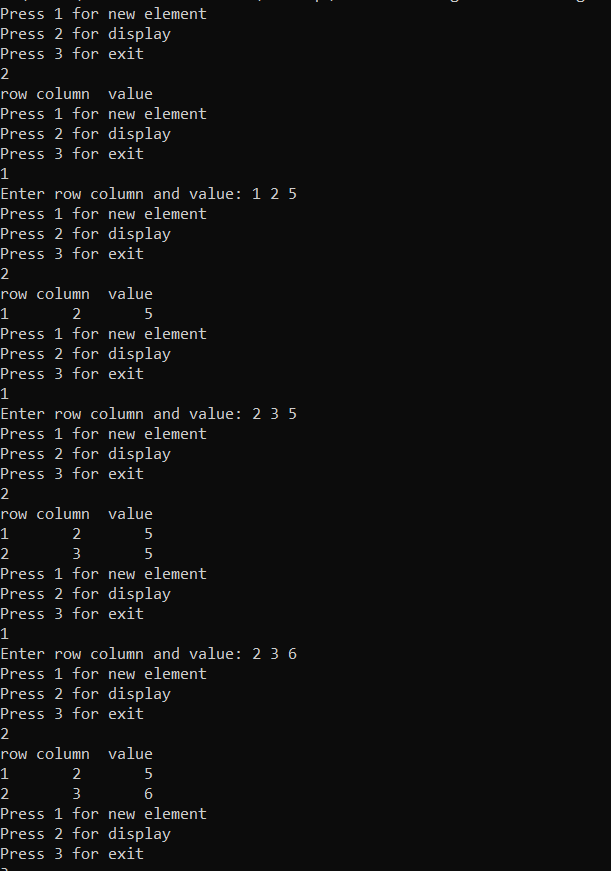 Press 1 for new element
Press 2 for display
Press 3 for exit
2
row column  value
Press 1 for new element
Press 2 for display
Press 3 for exit
1
Enter row column and value: 1 2 5
Press 1 for new element
Press 2 for display
Press 3 for exit
2
row column  value
1       2       5
Press 1 for new element
Press 2 for display
Press 3 for exit
1
Enter row column and value: 2 3 5
Press 1 for new element
Press 2 for display
Press 3 for exit
2
row column  value
1       2       5
2       3       5
Press 1 for new element
Press 2 for display
Press 3 for exit
1
Enter row column and value: 2 3 6
Press 1 for new element
Press 2 for display
Press 3 for exit
2
row column  value
1       2       5
2       3       6
Press 1 for new element
Press 2 for display
Press 3 for exit